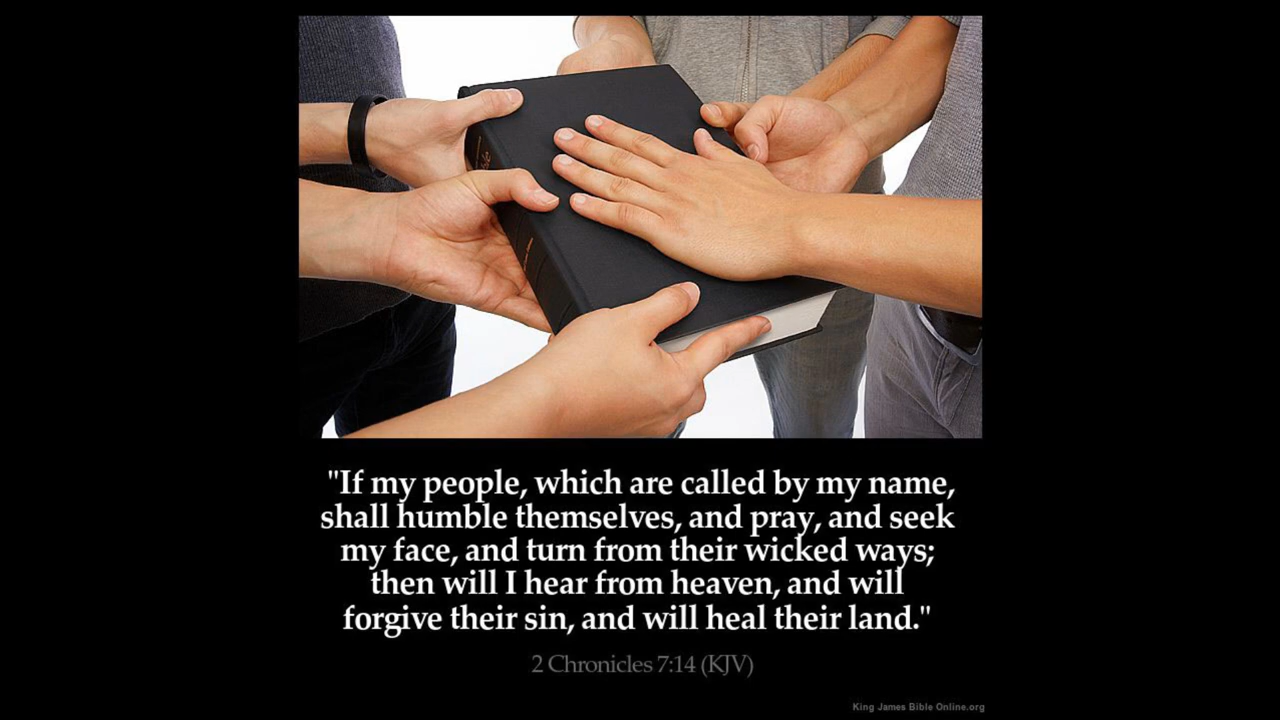 "If my people, which are called by my name,
shall humble themselves, and pray, and seek
my face, and turn from their wicked ways;
then will I hear from heaven, and will
forgive their sin, and will heal their land."
2 Chronicles 7:14 (KJV)
King James Bible Online.org